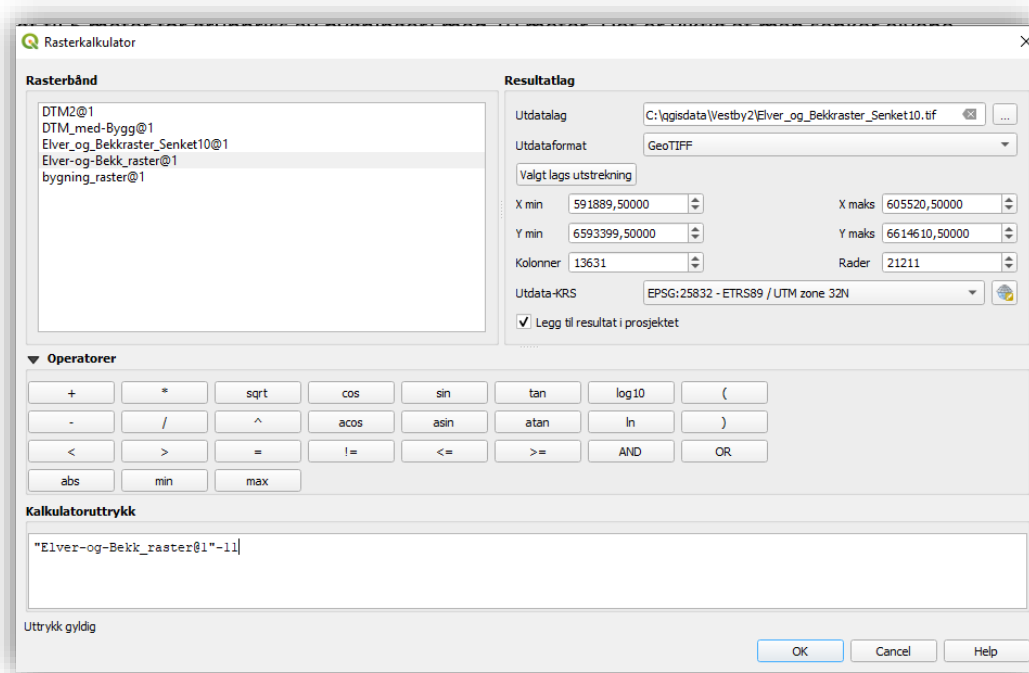 Rasterkalkulator
Rasterbånd
DTM2@1
DTM_med-Bygg@1
Elver_og_Bekkraster_Senket10@1
Elver-og-Bekk_raster@1
bygning_raster@1
Resultatlag
Utdatalag C:\qgisdata\Vestby2\Elver_og_Bekkraster_Senket10.tif ...
Utdataformat GeoTIFF
Valgt lags utstrekning
X min 591889,50000 X maks 605520,50000
Y min 6593399,50000 Y maks 6614610,50000
Kolonner 13631 Rader 21211
Utdata-KRS EPSG:25832 - ETRS89 / UTM zone 32N
Legg til resultat i prosjektet
Operatorer
+ * sqrt cos sin tan log10 (
- / ^ acos asin atan ln )
< > = != <= >= AND OR
abs min max
Kalkulatoruttrykk
"Elver-og-Bekk_raster@1"-11
Uttrykk gyldig
OK Cancel Help